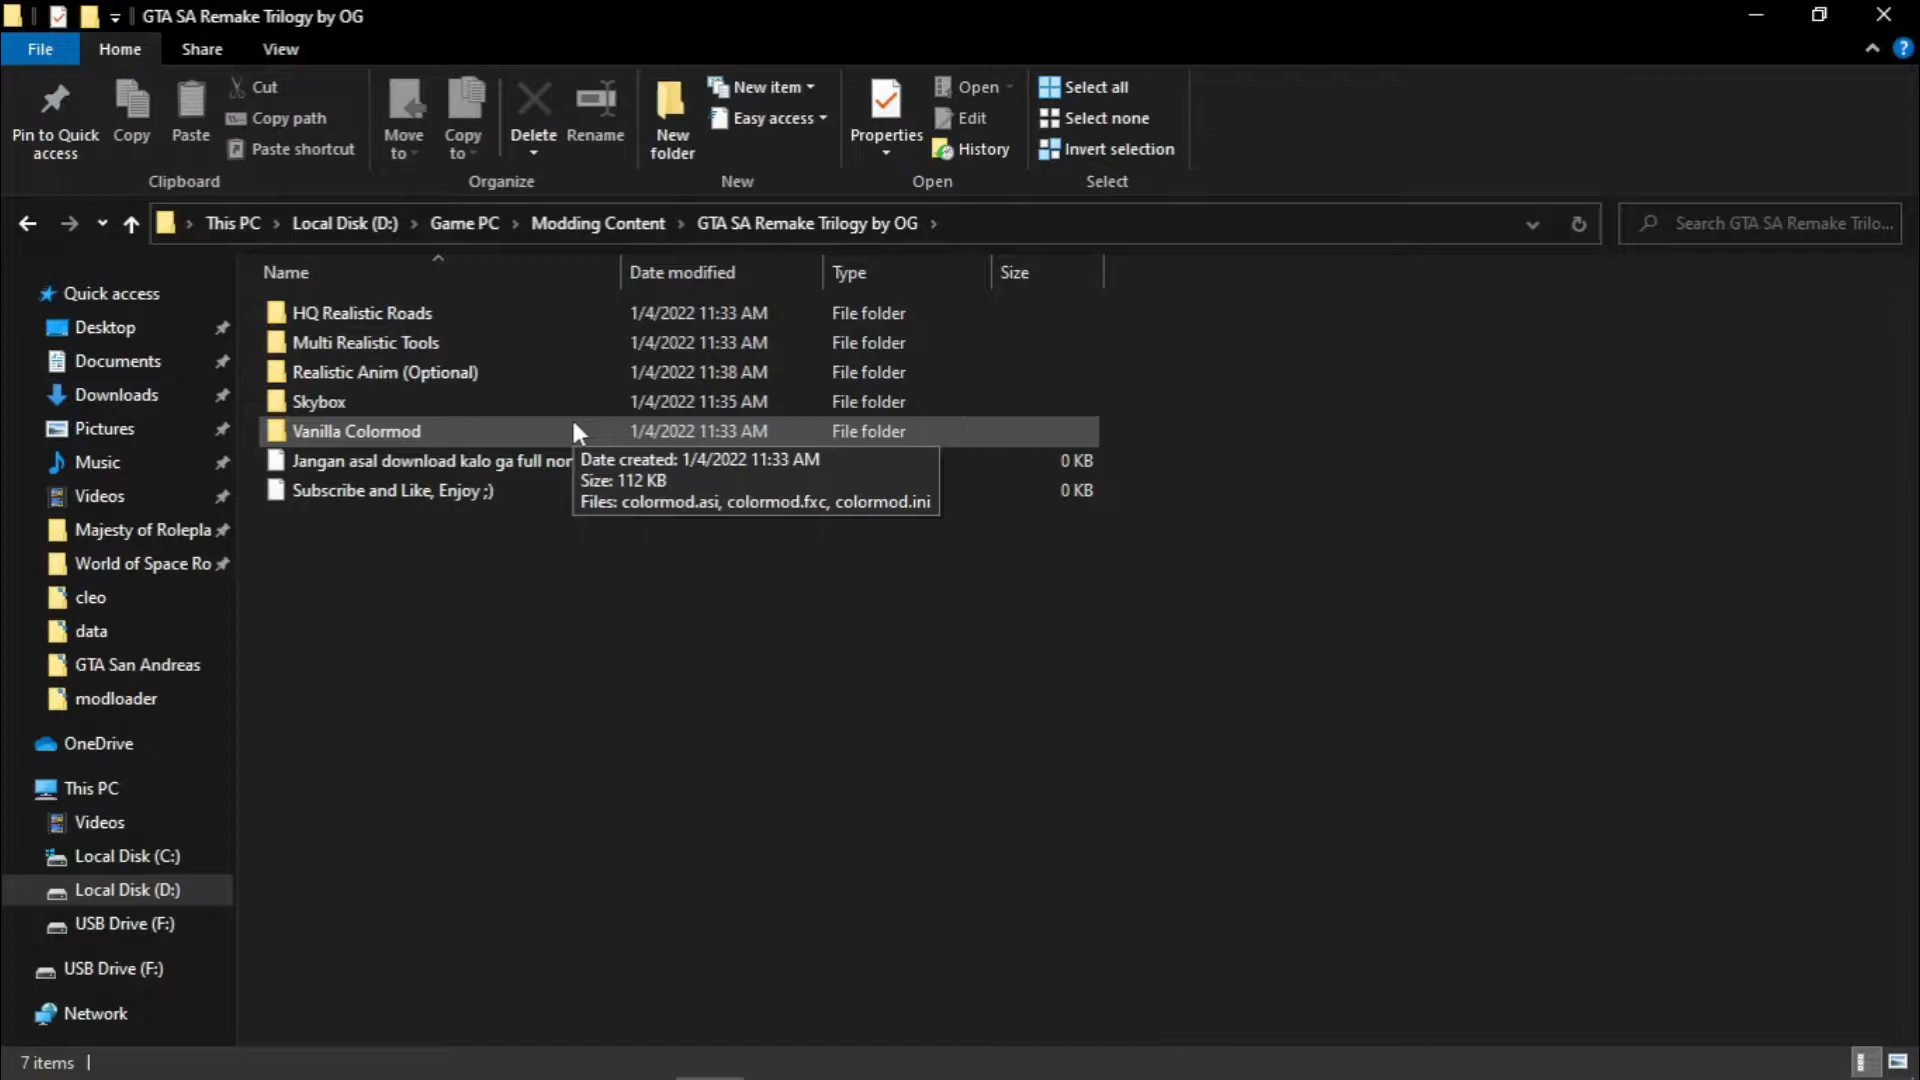 GTA SA Remake Trilogy by OG
File Home Share View
Pin to Quick access
Copy
Paste
Cut
Copy path
Paste shortcut
Clipboard
Move to
Copy to
Delete
Rename
Organize
New folder
New item
Easy access
New
Properties
Open
Edit
History
Open
Select all
Select none
Invert selection
Select
This PC > Local Disk (D:) > Game PC > Modding Content > GTA SA Remake Trilogy by OG >
Search GTA SA Remake Trilo...
Name Date modified Type Size
HQ Realistic Roads 1/4/2022 11:33 AM File folder
Multi Realistic Tools 1/4/2022 11:33 AM File folder
Realistic Anim (Optional) 1/4/2022 11:38 AM File folder
Skybox 1/4/2022 11:35 AM File folder
Vanilla Colormod 1/4/2022 11:33 AM File folder
Jangan asal download kalo ga full nor 0 KB
Subscribe and Like, Enjoy ;) 0 KB
Date created: 1/4/2022 11:33 AM
Size: 112 KB
Files: colormod.asi, colormod.fxc, colormod.ini
Quick access
Desktop
Documents
Downloads
Pictures
Music
Videos
Majesty of Rolepla
World of Space Ro
cleo
data
GTA San Andreas
modloader
OneDrive
This PC
Videos
Local Disk (C:)
Local Disk (D:)
USB Drive (F:)
USB Drive (F:)
Network
7 items